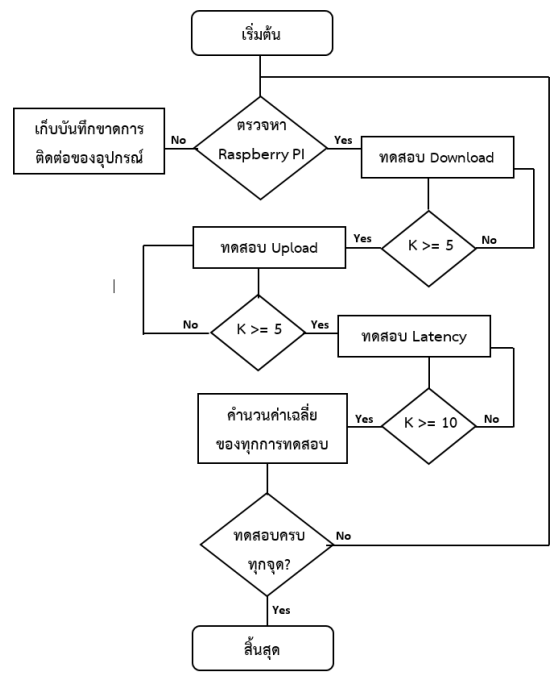 เริ่มต้น
ตรวจหา
Raspberry PI
No
เก็บบันทึกขาดการ
ติดต่อของอุปกรณ์
Yes
ทดสอบ Download
K >= 5
No
Yes
ทดสอบ Upload
K >= 5
No
Yes
ทดสอบ Latency
K >= 10
No
Yes
คำนวนค่าเฉลี่ย
ของทุกการทดสอบ
ทดสอบครบ
ทุกจุด?
No
Yes
สิ้นสุด